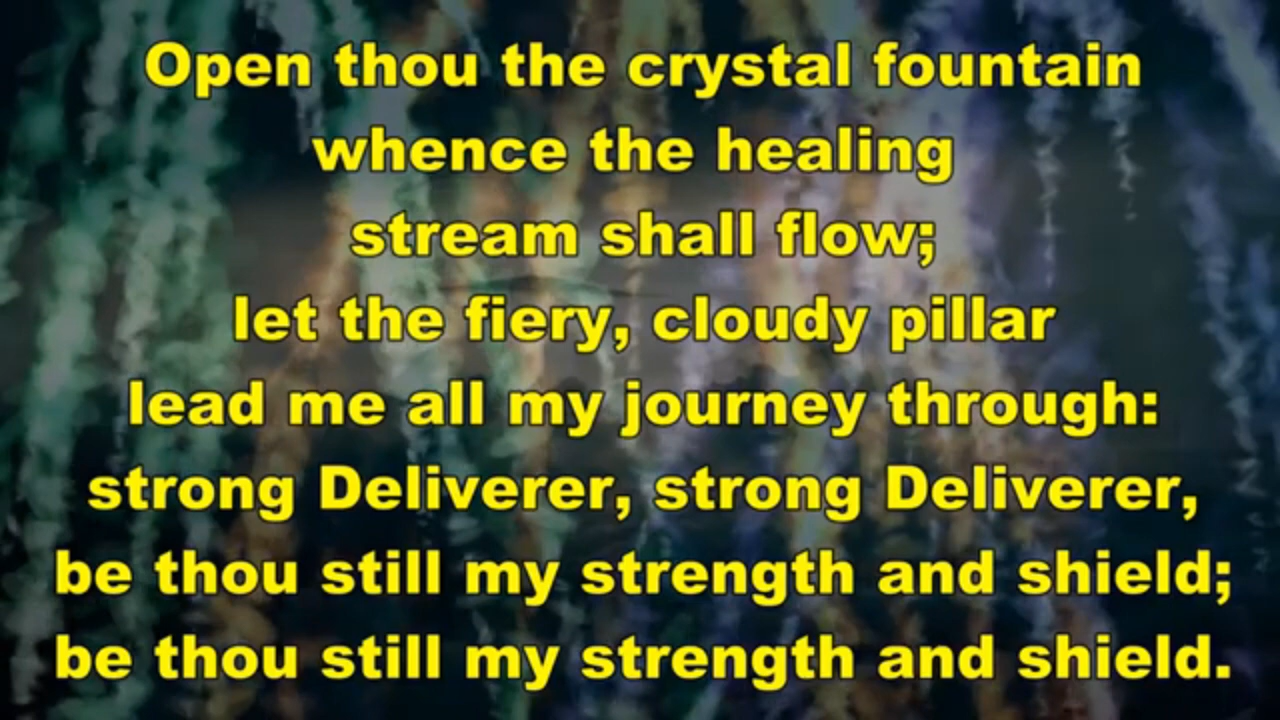 Open thou the crystal fountain
whence the healing
stream shall flow;
let the fiery, cloudy pillar
lead me all my journey through:
strong Deliverer, strong Deliverer,
be thou still my strength and shield;
be thou still my strength and shield.